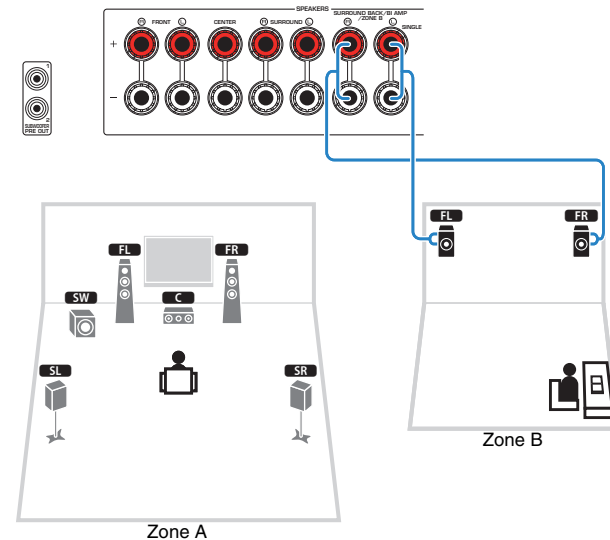 SPEAKERS
SURROUND BACK/BI AMP
/ZONE B
R FRONT L
CENTER
R SURROUND L
R
L
SINGLE
+
−
1
2
SUBWOOFER
PRE OUT
FL
FR
SW
C
SL
SR
FL
FR
Zone B
Zone A